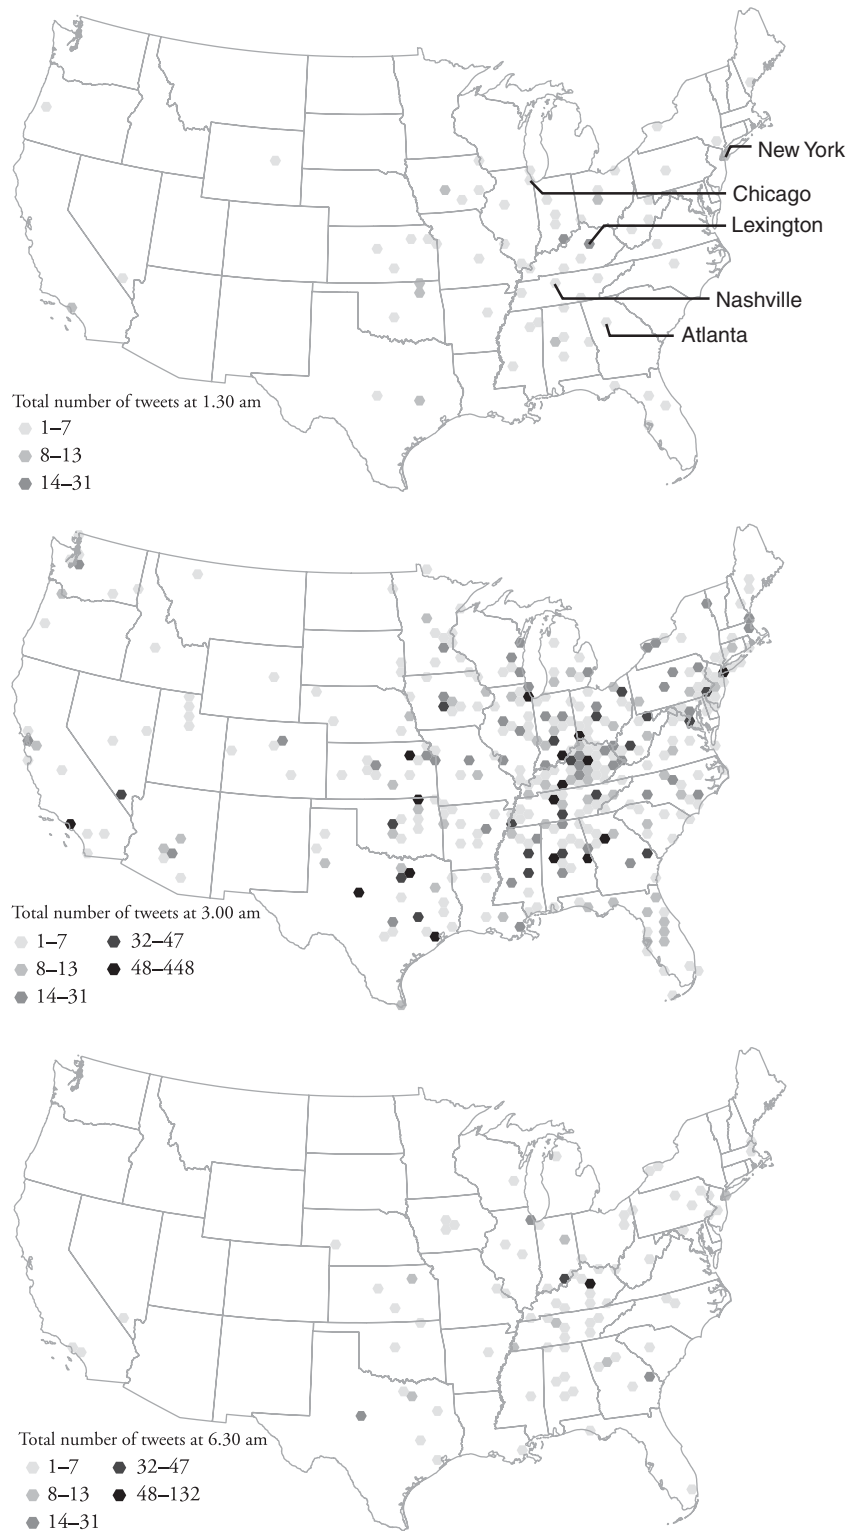 New York
Chicago
Lexington
Nashville
Atlanta
Total number of tweets at 1.30 am
1–7
8–13
14–31
Total number of tweets at 3.00 am
1–7 32–47
8–13 48–448
14–31
Total number of tweets at 6.30 am
1–7 32–47
8–13 48–132
14–31